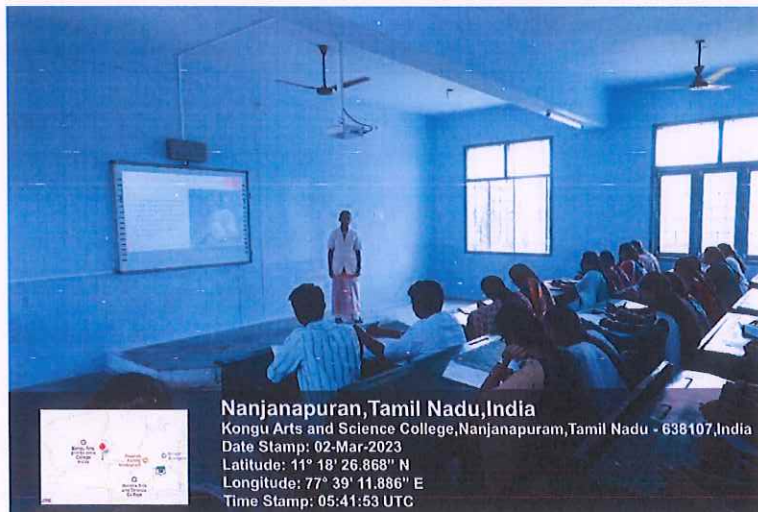 Nanjanapuran,Tamil Nadu,India
Kongu Arts and Science College,Nanjanapuram,Tamil Nadu - 638107,India
Date Stamp: 02-Mar-2023
Latitude: 11° 18' 26.868" N
Longitude: 77° 39' 11.886" E
Time Stamp: 05:41:53 UTC